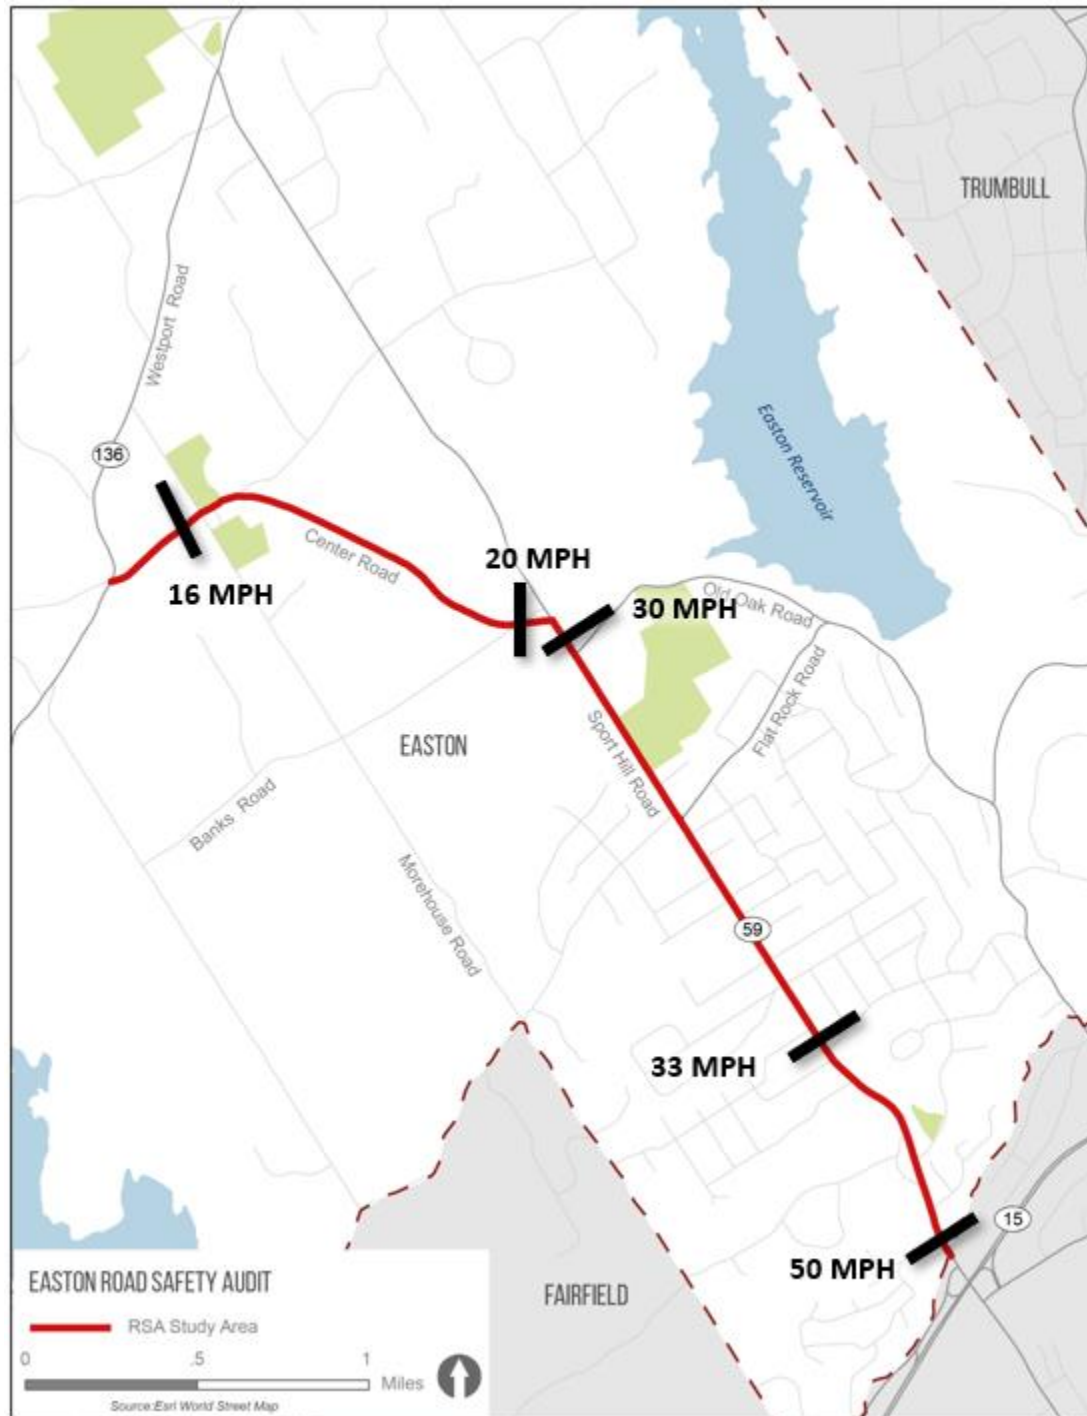 TRUMBULL
Westport Road
136
Easton Reservoir
Center Road
20 MPH
16 MPH
30 MPH
Old Oak Road
Flat Rock Road
Sport Hill Road
EASTON
Banks Road
Morehouse Road
59
33 MPH
15
50 MPH
EASTON ROAD SAFETY AUDIT
FAIRFIELD
RSA Study Area
0 .5 1
Miles
Source:Esri World Street Map